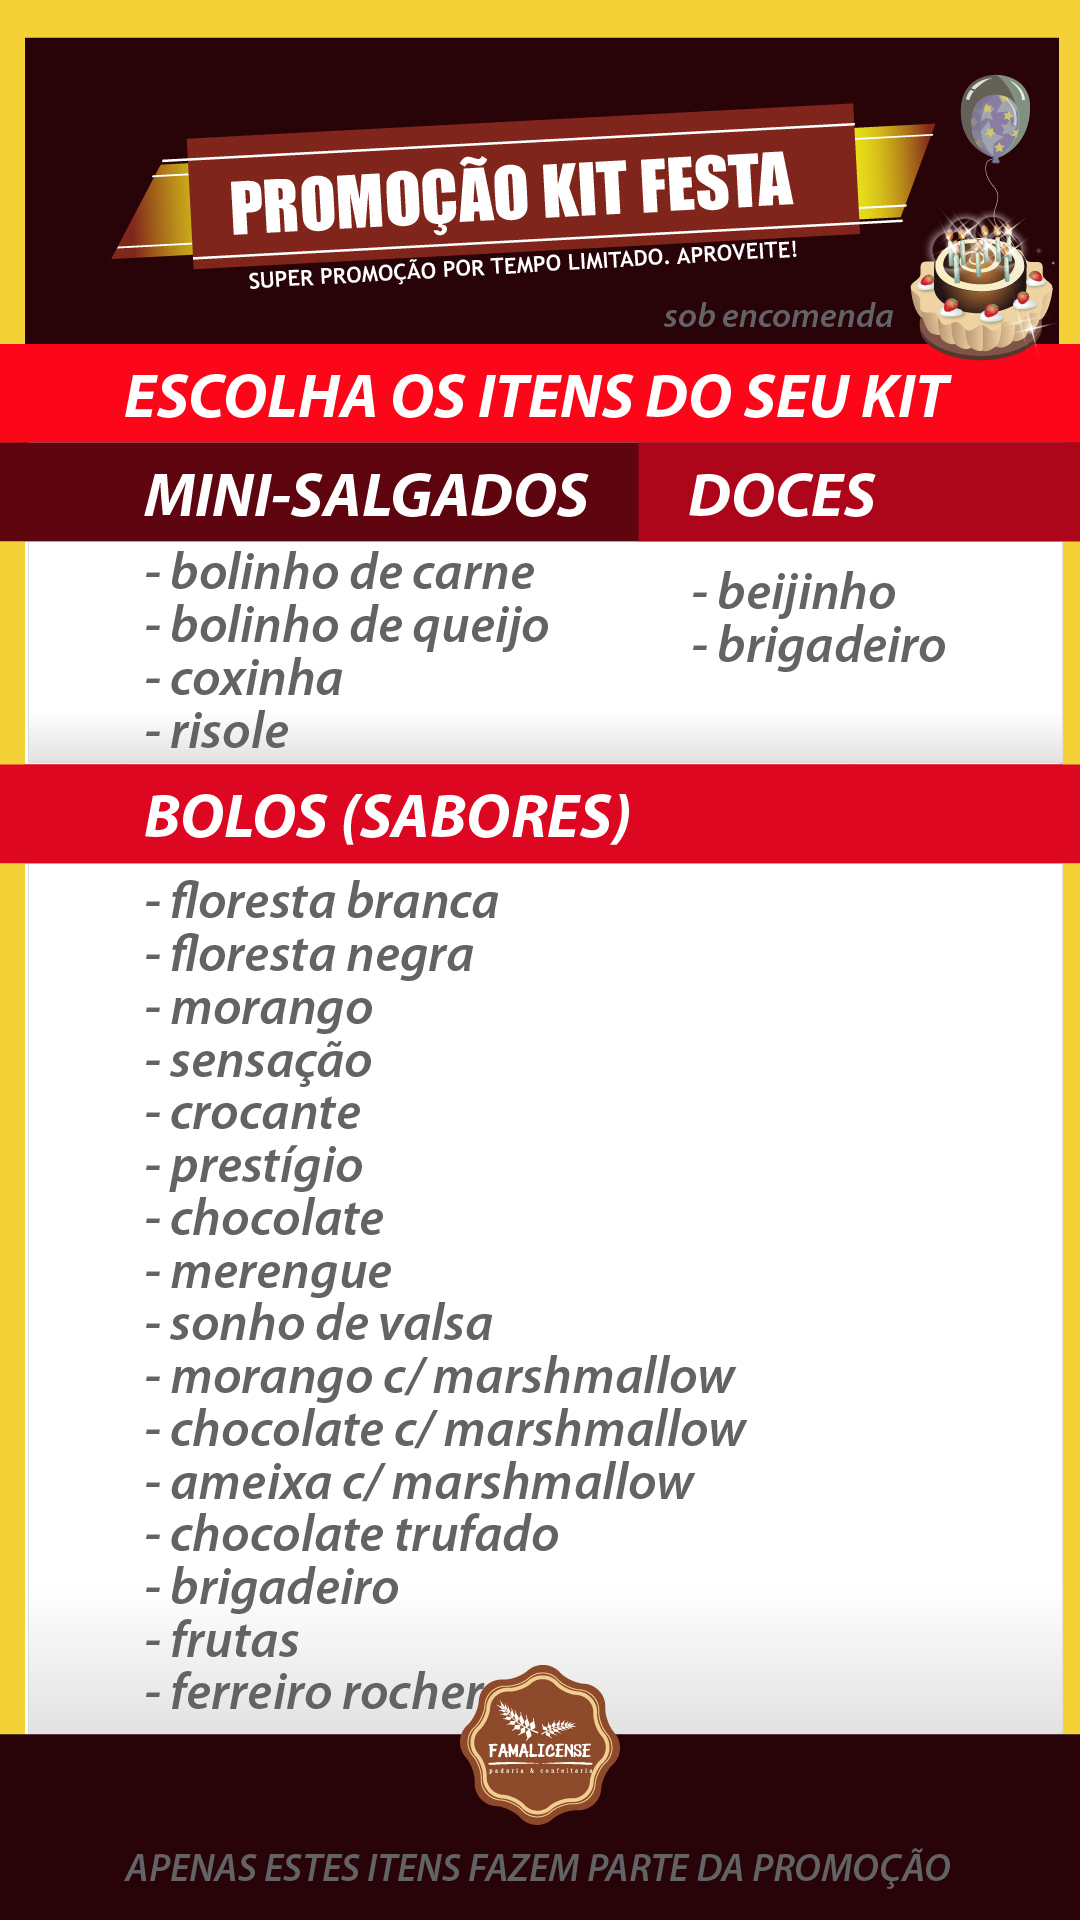 PROMOÇÃO KIT FESTA
SUPER PROMOÇÃO POR TEMPO LIMITADO. APROVEITE!
sob encomenda
ESCOLHA OS ITENS DO SEU KIT
MINI-SALGADOS
- bolinho de carne
- bolinho de queijo
- coxinha
- risole
DOCES
- beijinho
- brigadeiro
BOLOS (SABORES)
- floresta branca
- floresta negra
- morango
- sensação
- crocante
- prestígio
- chocolate
- merengue
- sonho de valsa
- morango c/ marshmallow
- chocolate c/ marshmallow
- ameixa c/ marshmallow
- chocolate trufado
- brigadeiro
- frutas
- ferreiro rocher
FAMALICENSE
padaria & confeitaria
APENAS ESTES ITENS FAZEM PARTE DA PROMOÇÃO